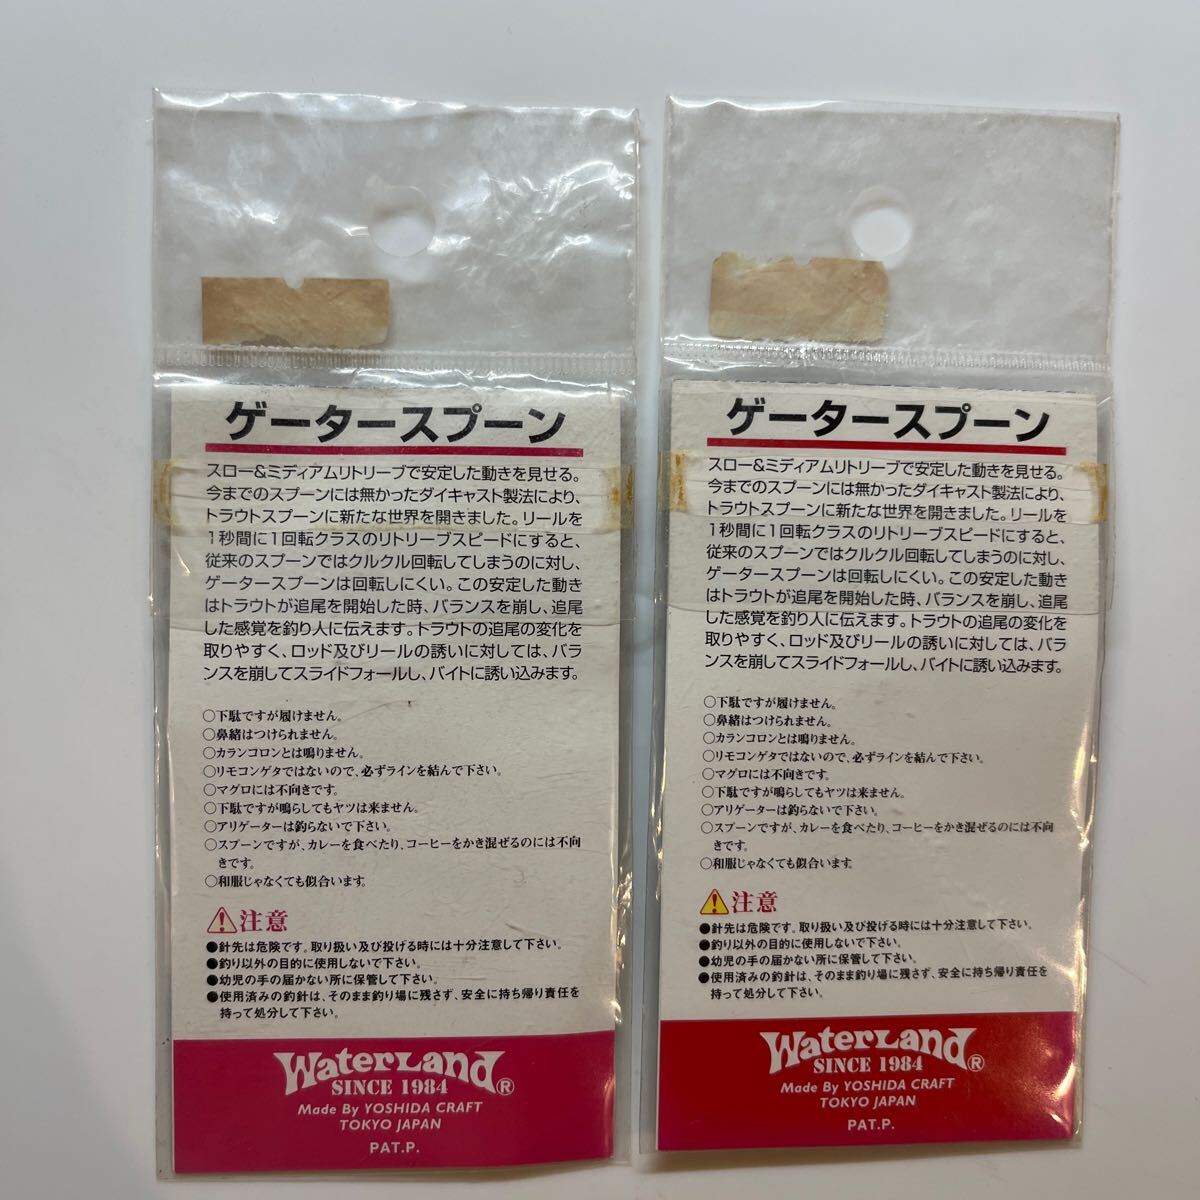 ゲータースプーン
スロー&ミディアムリトリーブで安定した動きを見せる。
今までのスプーンには無かったダイキャスト製法により、
トラウトスプーンに新たな世界を開きました。リールを
1秒間に1回転クラスのリトリーブスピードにすると、
従来のスプーンではクルクル回転してしまうのに対し、
ゲータースプーンは回転しにくい。この安定した動き
はトラウトが追尾を開始した時、バランスを崩し、追尾
した感覚を釣り人に伝えます。トラウトの追尾の変化を
取りやすく、ロッド及びリールの誘いに対しては、バラ
ンスを崩してスライドフォールし、バイトに誘い込みます。
○下駄ですが履けません。
○鼻緒はつけられません。
○カランコロンとは鳴りません。
○リモコンゲタではないので、必ずラインを結んで下さい。
○マグロには不向きです。
○下駄ですが鳴らしてもヤツは来ません。
○アリゲーターは釣らないで下さい。
○スプーンですが、カレーを食べたり、コーヒーをかき混ぜるのには不向
きです。
○和服じゃなくても似合います。
⚠注意
●針先は危険です。取り扱い及び投げる時には十分注意して下さい。
●釣り以外の目的に使用しないで下さい。
●幼児の手の届かない所に保管して下さい。
●使用済みの釣針は、そのまま釣り場に残さず、安全に持ち帰り責任を
持って処分して下さい。
WaterLand®
SINCE 1984
Made By YOSHIDA CRAFT
TOKYO JAPAN
PAT.P.
ゲータースプーン
スロー&ミディアムリトリーブで安定した動きを見せる。
今までのスプーンには無かったダイキャスト製法により、
トラウトスプーンに新たな世界を開きました。リールを
1秒間に1回転クラスのリトリーブスピードにすると、
従来のスプーンではクルクル回転してしまうのに対し、
ゲータースプーンは回転しにくい。この安定した動き
はトラウトが追尾を開始した時、バランスを崩し、追尾
した感覚を釣り人に伝えます。トラウトの追尾の変化を
取りやすく、ロッド及びリールの誘いに対しては、バラ
ンスを崩してスライドフォールし、バイトに誘い込みます。
○下駄ですが履けません。
○鼻緒はつけられません。
○カランコロンとは鳴りません。
○リモコンゲタではないので、必ずラインを結んで下さい。
○マグロには不向きです。
○下駄ですが鳴らしてもヤツは来ません。
○アリゲーターは釣らないで下さい。
○スプーンですが、カレーを食べたり、コーヒーをかき混ぜるのには不向
きです。
○和服じゃなくても似合います。
⚠注意
●針先は危険です。取り扱い及び投げる時には十分注意して下さい。
●釣り以外の目的に使用しないで下さい。
●幼児の手の届かない所に保管して下さい。
●使用済みの釣針は、そのまま釣り場に残さず、安全に持ち帰り責任を
持って処分して下さい。
WaterLand®
SINCE 1984
Made By YOSHIDA CRAFT
TOKYO JAPAN
PAT.P.